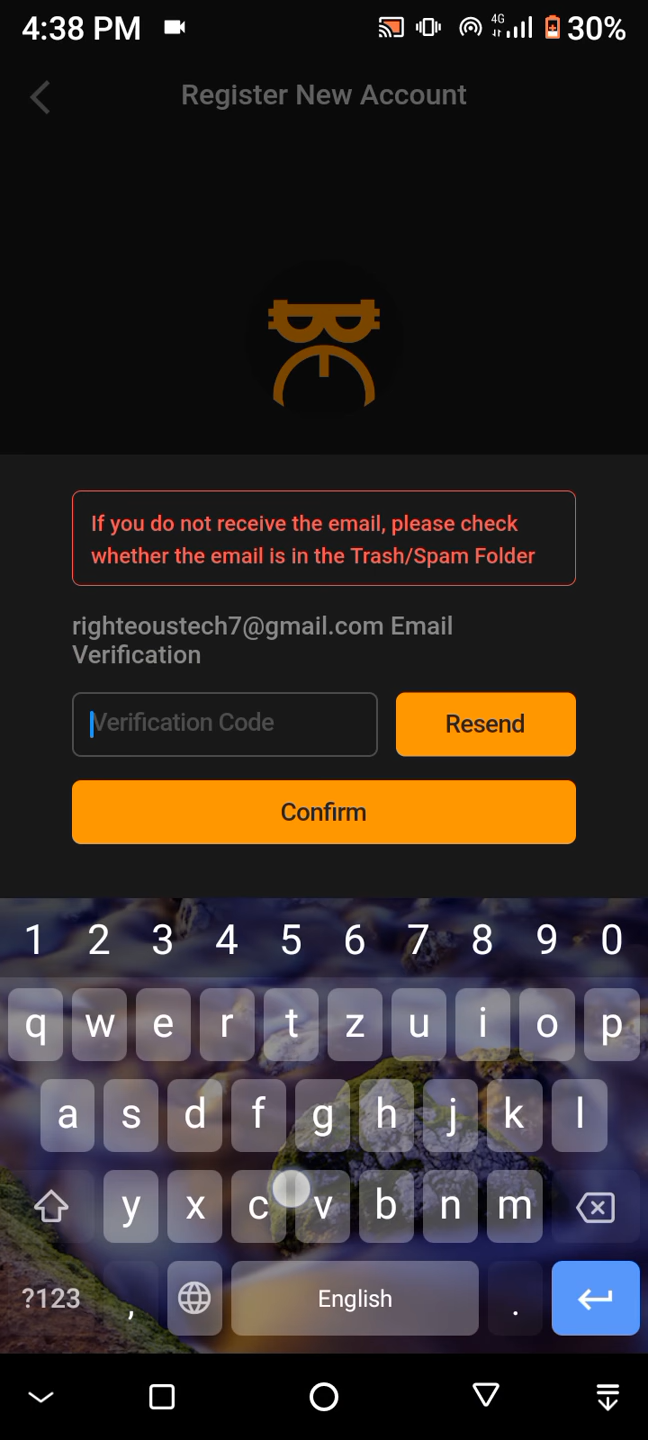 4:38 PM 4G 30%
Register New Account
If you do not receive the email, please check
whether the email is in the Trash/Spam Folder
righteoustech7@gmail.com Email
Verification
Verification Code Resend
Confirm
1 2 3 4 5 6 7 8 9 0
q w e r t z u i o p
a s d f g h j k l
y x c v b n m
?123 , English .